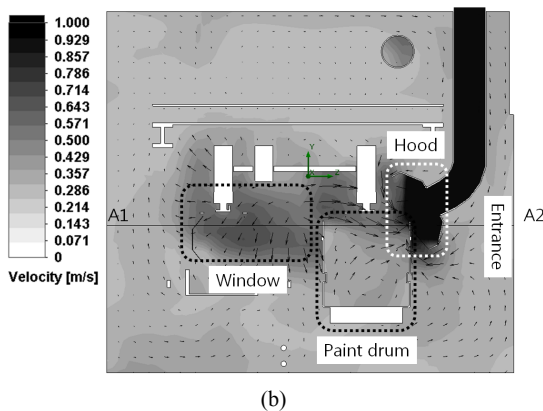 1.000
0.929
0.857
0.786
0.714
0.643
0.571
0.500
0.429
0.357
0.286
0.214
0.143
0.071
0
Velocity [m/s]
Hood
Y
Z
A1
A2
Entrance
Window
Paint drum
(b)